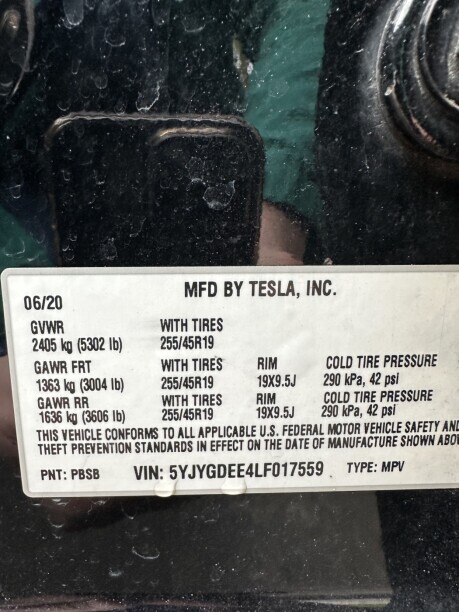 MFD BY TESLA, INC.
06/20
GVWR WITH TIRES
2405 kg (5302 lb) 255/45R19
GAWR FRT WITH TIRES RIM COLD TIRE PRESSURE
1363 kg (3004 lb) 255/45R19 19X9.5J 290 kPa, 42 psi
GAWR RR WITH TIRES RIM COLD TIRE PRESSURE
1636 kg (3606 lb) 255/45R19 19X9.5J 290 kPa, 42 psi
THIS VEHICLE CONFORMS TO ALL APPLICABLE U.S. FEDERAL MOTOR VEHICLE SAFETY AND
THEFT PREVENTION STANDARDS IN EFFECT ON THE DATE OF MANUFACTURE SHOWN
PNT: PBSB VIN: 5YJYGDEE4LF017559 TYPE: MPV